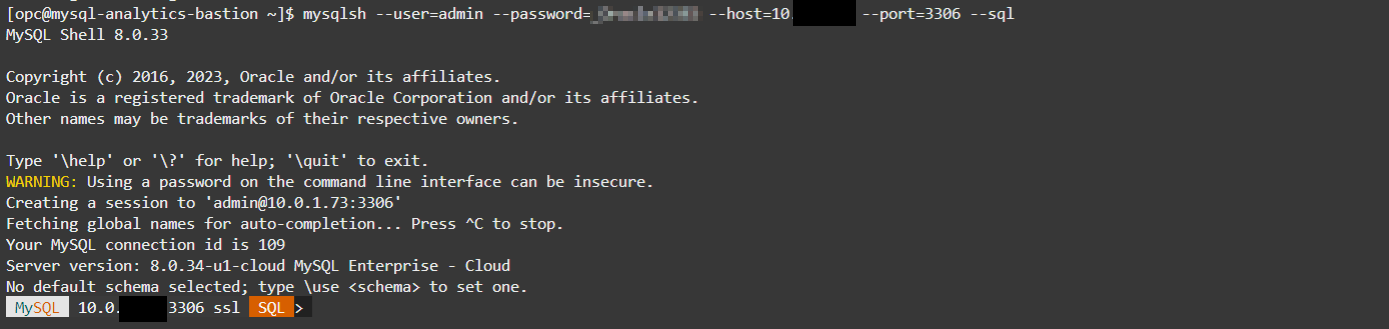 [opc@mysql-analytics-bastion ~]$ mysqlsh --user=admin --password= --host=10. --port=3306 --sql
MySQL Shell 8.0.33
Copyright (c) 2016, 2023, Oracle and/or its affiliates.
Oracle is a registered trademark of Oracle Corporation and/or its affiliates.
Other names may be trademarks of their respective owners.
Type '\help' or '\?' for help; '\quit' to exit.
WARNING: Using a password on the command line interface can be insecure.
Creating a session to 'admin@10.0.1.73:3306'
Fetching global names for auto-completion... Press ^C to stop.
Your MySQL connection id is 109
Server version: 8.0.34-u1-cloud MySQL Enterprise - Cloud
No default schema selected; type \use <schema> to set one.
MySQL 10.0. 3306 ssl SQL >